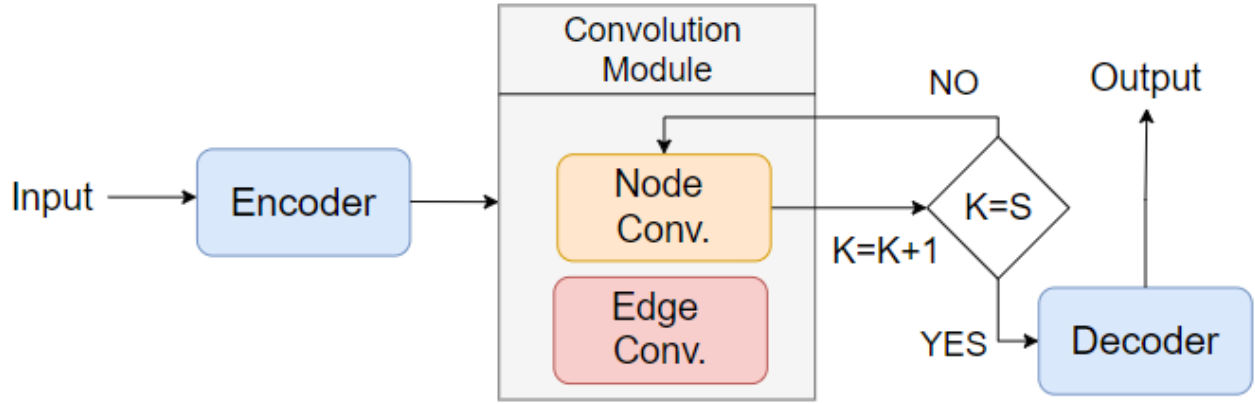 Convolution
Module
NO
Output
Input
Encoder
Node
Conv.
K=S
K=K+1
Edge
Conv.
YES
Decoder